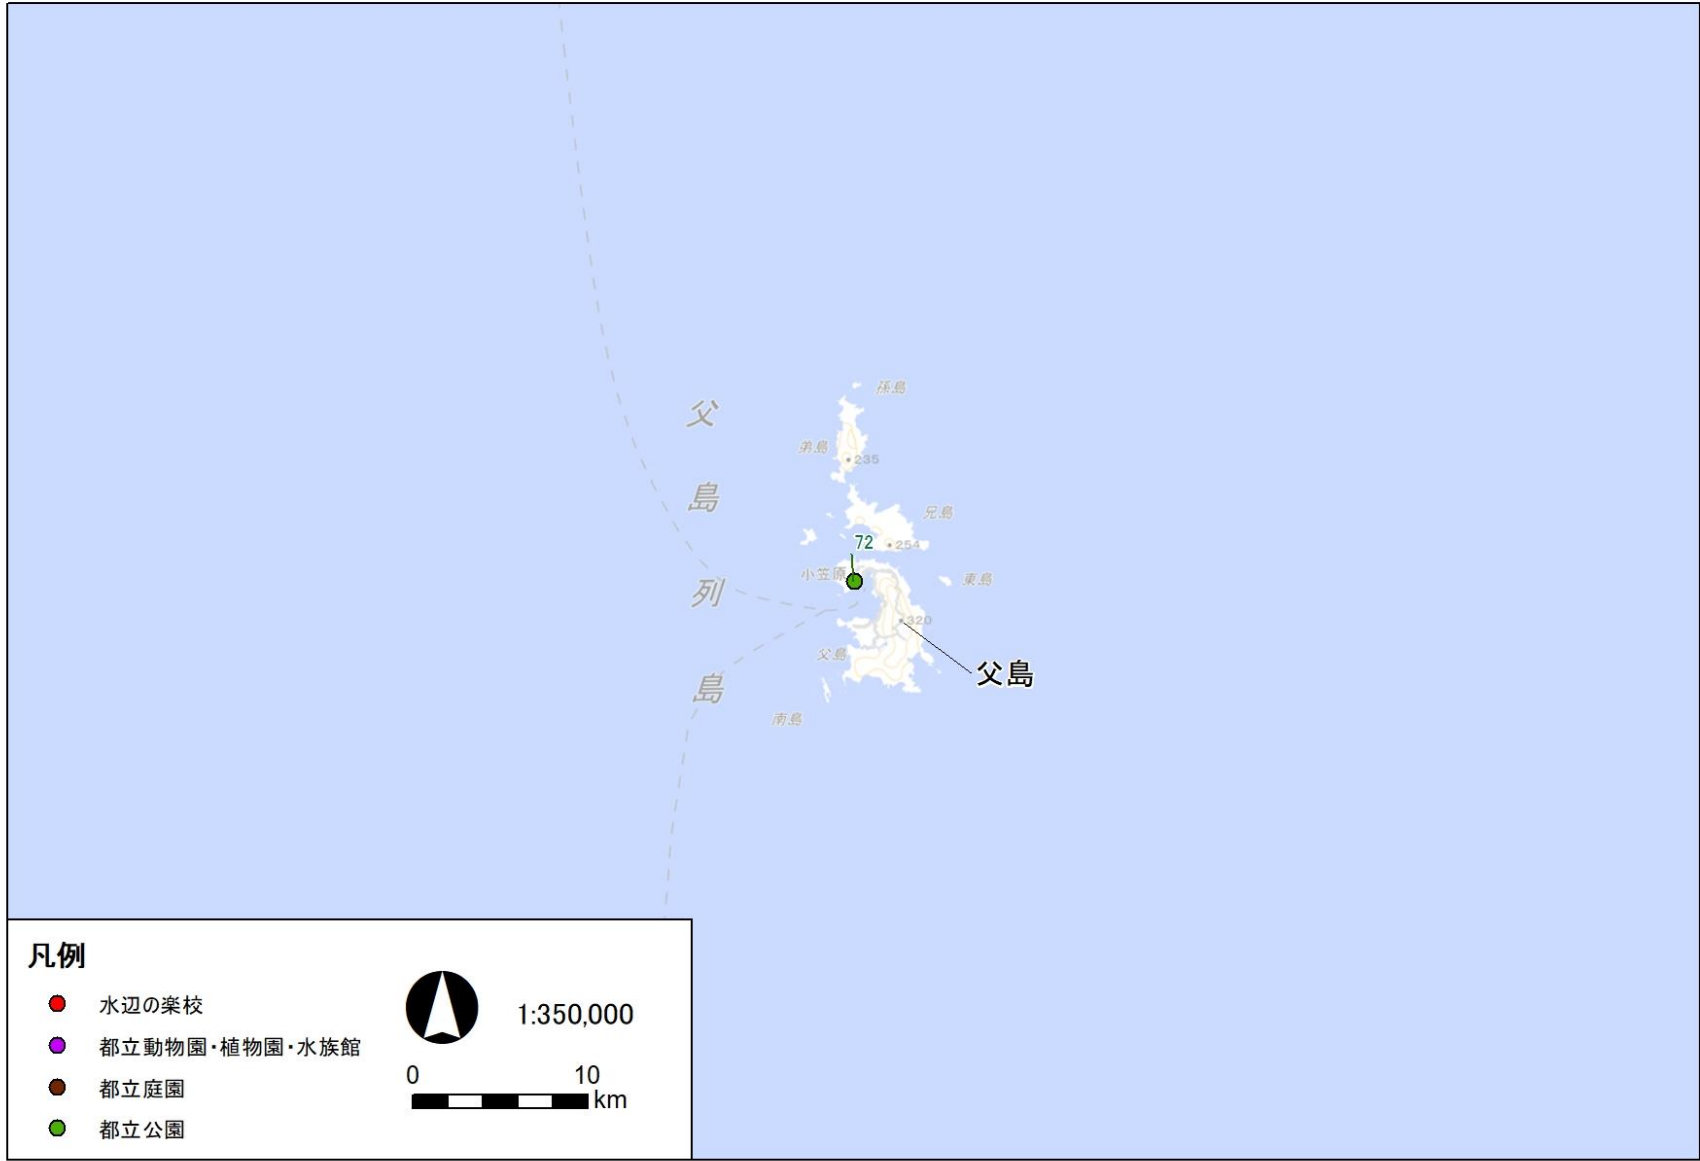 孫島
弟島
235
兄島
254
72
小笠原
東島
320
父島
父島
南島
父島列島
凡例
水辺の楽校
都立動物園・植物園・水族館
都立庭園
都立公園
1:350,000
0 10
km